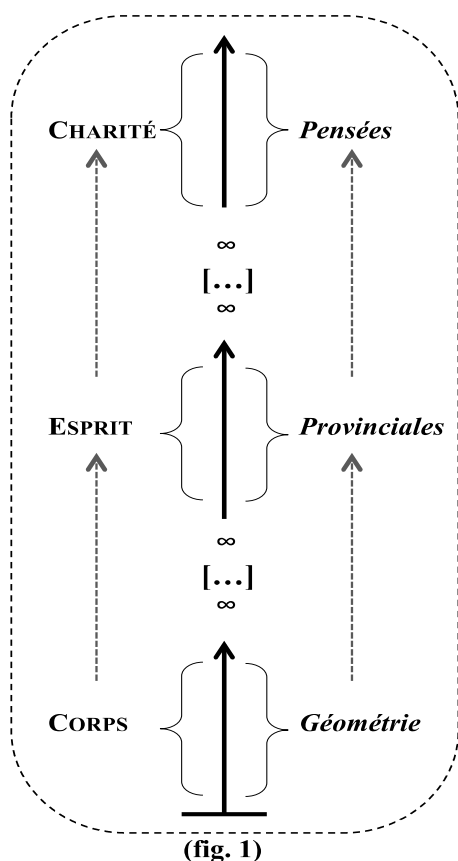 CHARITÉ Pensées
∞
[...]
∞
ESPRIT Provinciales
∞
[...]
∞
CORPS Géométrie
(fig. 1)